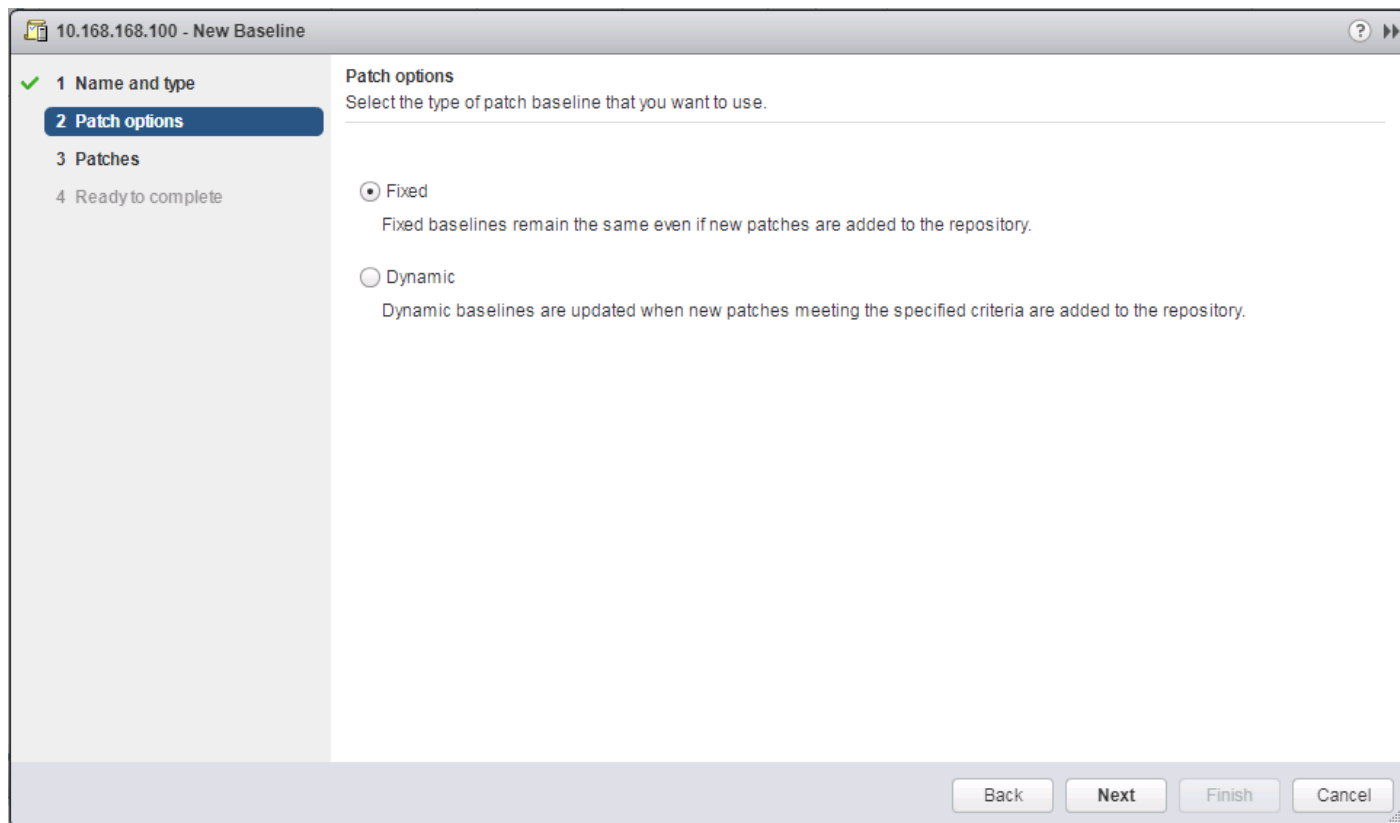 10.168.168.100 - New Baseline
1 Name and type
2 Patch options
3 Patches
4 Ready to complete
Patch options
Select the type of patch baseline that you want to use.
Fixed
Fixed baselines remain the same even if new patches are added to the repository.
Dynamic
Dynamic baselines are updated when new patches meeting the specified criteria are added to the repository.
Back Next Finish Cancel